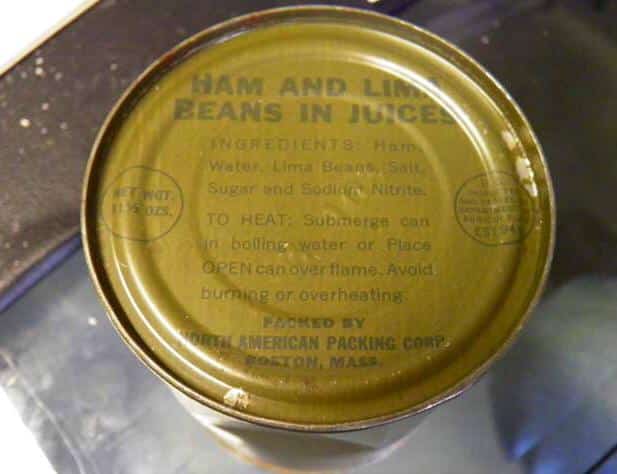 HAM AND LIMA
BEANS IN JUICES
INGREDIENTS: Ham,
Water, Lima Beans, Salt,
Sugar and Sodium Nitrite.
NET WGT.
11½ OZS.
EST 94
TO HEAT: Submerge can
in boiling water or Place
OPEN can over flame. Avoid
burning or overheating.
PACKED BY
NORTH AMERICAN PACKING CORP.
BOSTON, MASS.